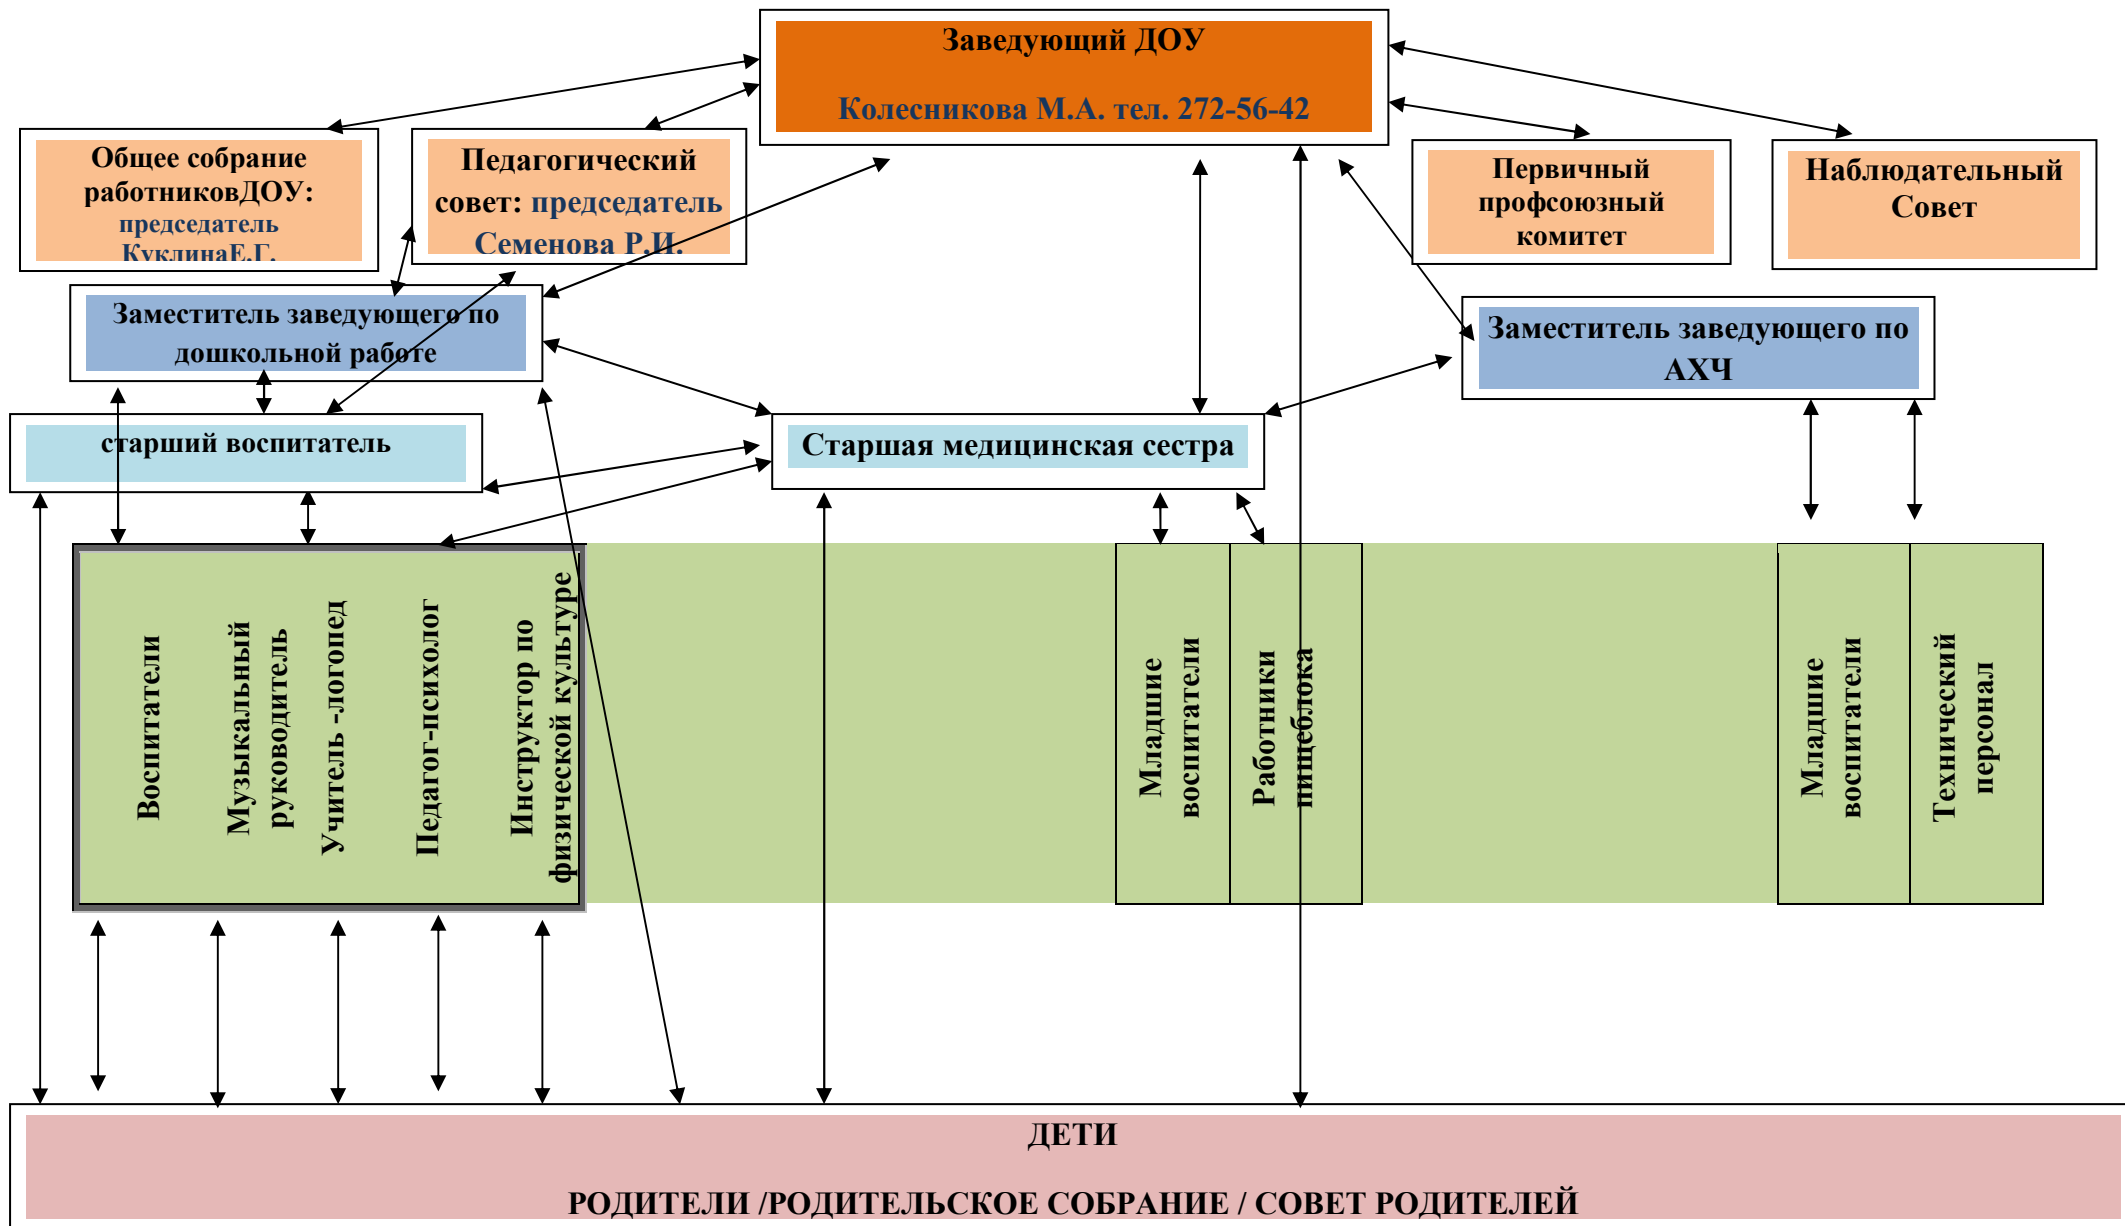 Заведующий ДОУ
Колесникова М.А. тел. 272-56-42
Общее собрание
работниковДОУ:
председатель
КуклинаЕ.Г.
Педагогический
совет: председатель
Семенова Р.И.
Первичный
профсоюзный
комитет
Наблюдательный
Совет
Заместитель заведующего по
дошкольной работе
Заместитель заведующего по
АХЧ
старший воспитатель
Старшая медицинская сестра
Воспитатели
Музыкальный
руководитель
Учитель -логопед
Педагог-психолог
Инструктор по
физической культуре
Младшие
воспитатели
Работники
пищеблока
Младшие
воспитатели
Технический
персонал
ДЕТИ
РОДИТЕЛИ /РОДИТЕЛЬСКОЕ СОБРАНИЕ / СОВЕТ РОДИТЕЛЕЙ